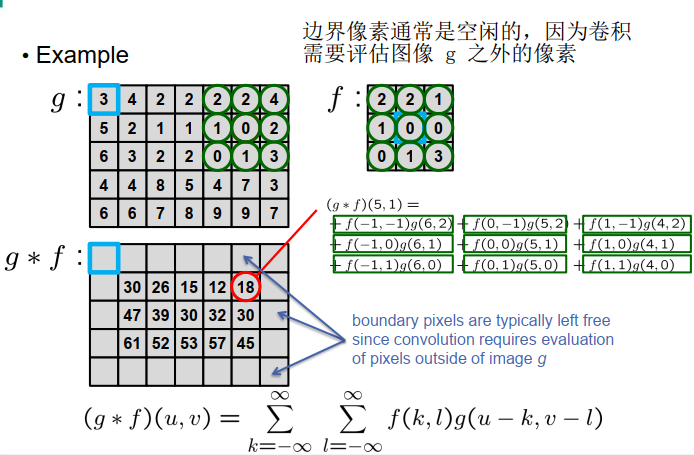 边界像素通常是空闲的，因为卷积
需要评估图像 g 之外的像素
• Example
g : 3 4 2 2 2 2 4
5 2 1 1 1 0 2
6 3 2 2 0 1 3
4 4 8 5 4 7 3
6 6 7 8 9 9 7
f : 2 2 1
1 0 0
0 1 3
(g ∗ f)(5, 1) =
+ f(−1, −1)g(6, 2) + f(0, −1)g(5, 2) + f(1, −1)g(4, 2)
+ f(−1, 0)g(6, 1) + f(0, 0)g(5, 1) + f(1, 0)g(4, 1)
+ f(−1, 1)g(6, 0) + f(0, 1)g(5, 0) + f(1, 1)g(4, 0)
g ∗ f :
30 26 15 12 18
47 39 30 32 30
61 52 53 57 45
boundary pixels are typically left free
since convolution requires evaluation
of pixels outside of image g
(g ∗ f)(u, v) = ∑_{k=−∞}^{∞} ∑_{l=−∞}^{∞} f(k, l)g(u − k, v − l)